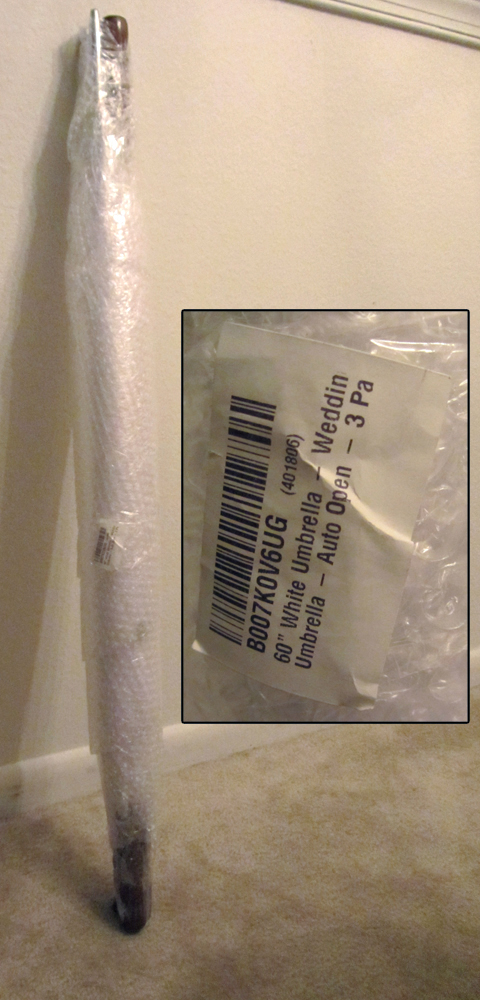 B007K0V6UG (401806)
60" White Umbrella – Weddin
Umbrella – Auto Open – 3 Pa